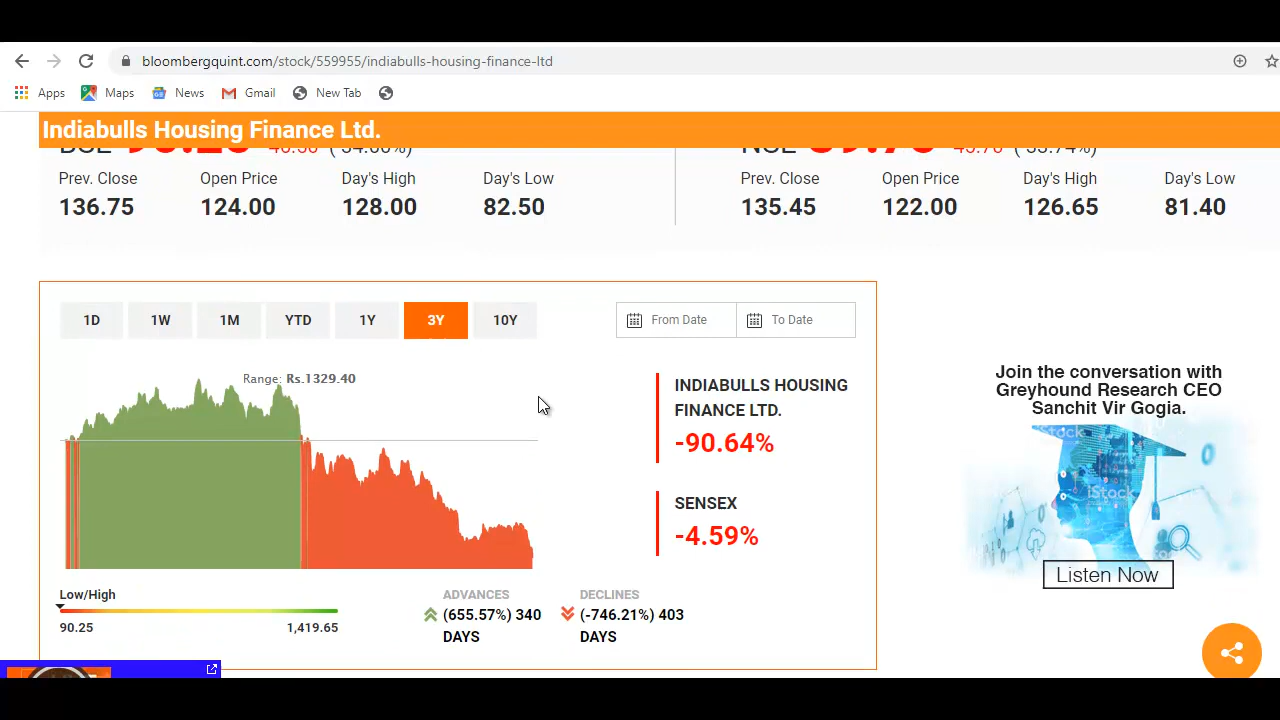 bloombergquint.com/stock/559955/indiabulls-housing-finance-ltd
Apps Maps News Gmail New Tab
Indiabulls Housing Finance Ltd.
BSE
NSE
Prev. Close Open Price Day's High Day's Low
136.75 124.00 128.00 82.50
Prev. Close Open Price Day's High Day's Low
135.45 122.00 126.65 81.40
1D 1W 1M YTD 1Y 3Y 10Y
From Date To Date
Range: Rs.1329.40
INDIABULLS HOUSING
FINANCE LTD.
-90.64%
SENSEX
-4.59%
Low/High
90.25 1,419.65
ADVANCES
(655.57%) 340
DAYS
DECLINES
(-746.21%) 403
DAYS
Join the conversation with
Greyhound Research CEO
Sanchit Vir Gogia.
iStock
iStock
Listen Now